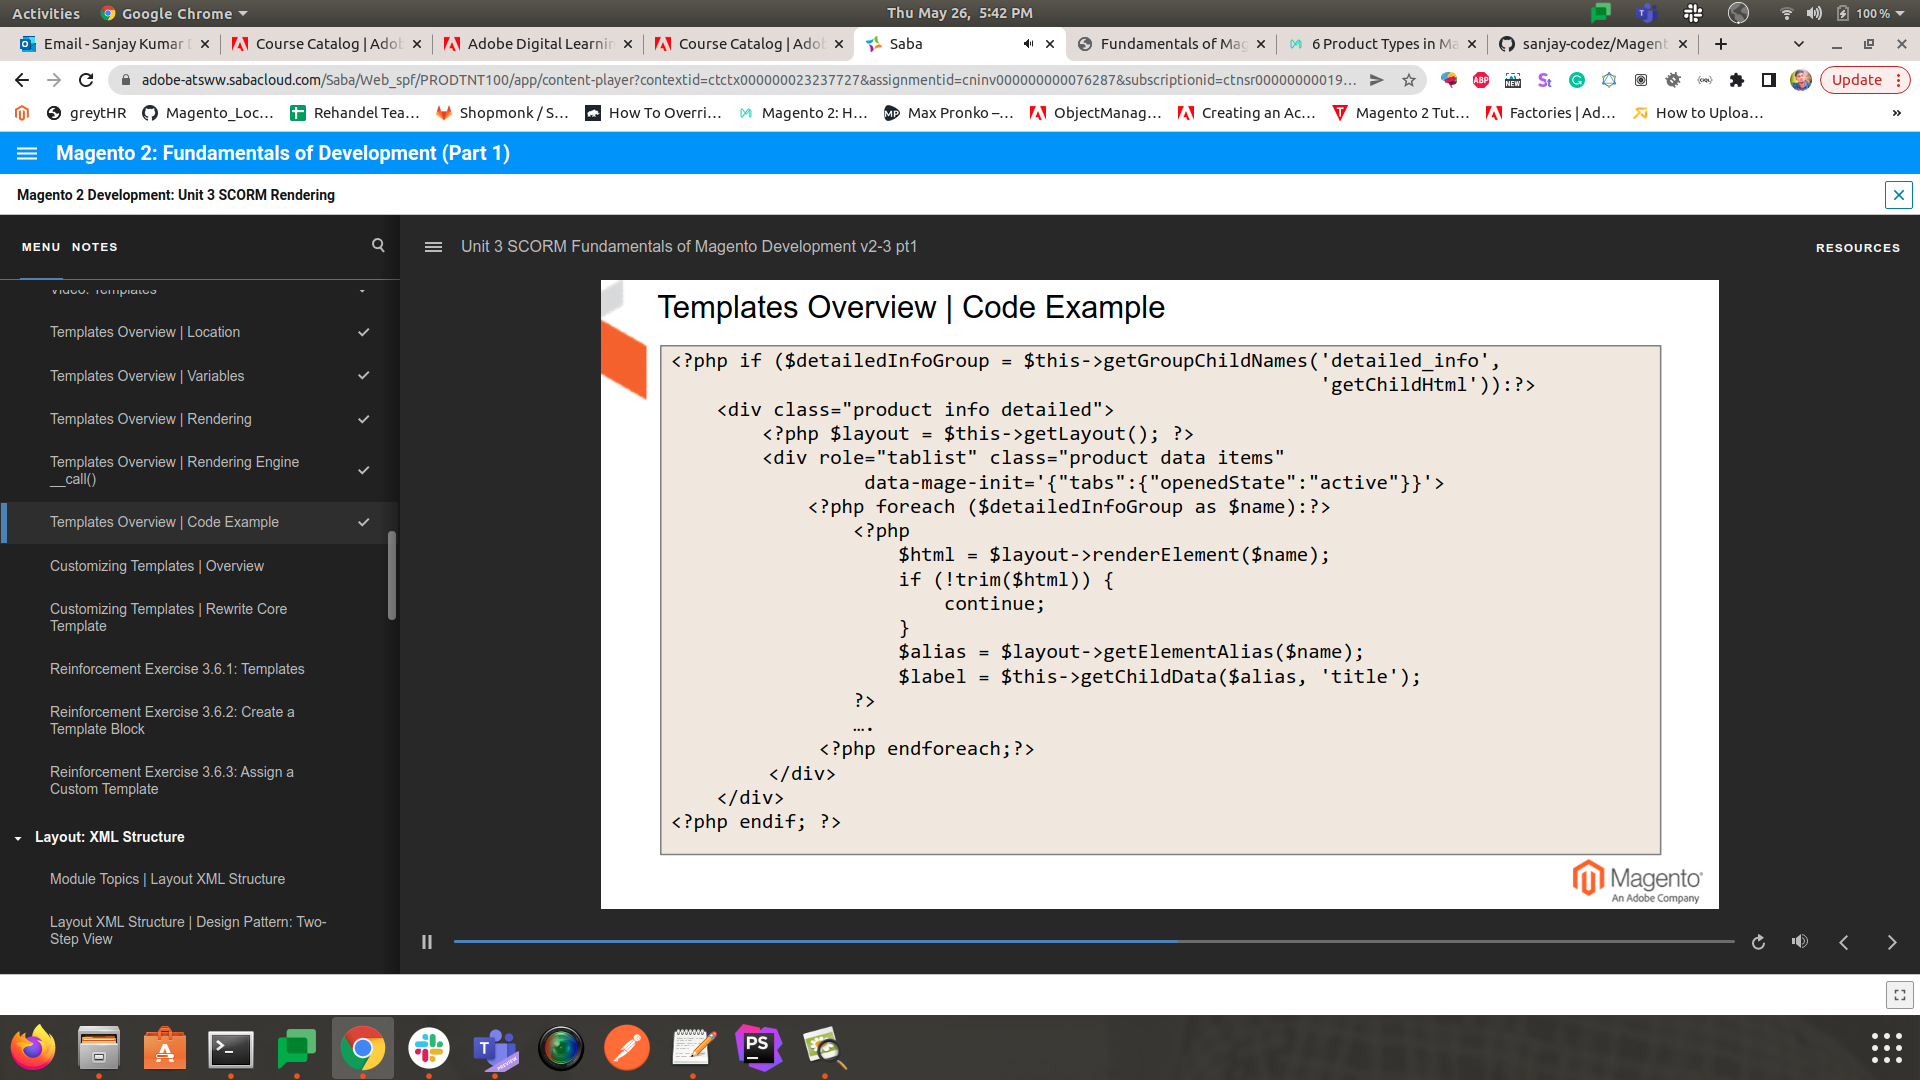 Activities Google Chrome Thu May 26, 5:42 PM 100 %
Email - Sanjay Kumar Course Catalog | Adob Adobe Digital Learnin Course Catalog | Adob Saba Fundamentals of Mag 6 Product Types in Ma sanjay-codez/Magent
adobe-atsww.sabacloud.com/Saba/Web_spf/PRODTNT100/app/content-player?contextid=ctctx000000023237727&assignmentid=cninv000000000076287&subscriptionid=ctnsr00000000019... ABP NEW St Update
greytHR Magento_Loc... Rehandel Tea... Shopmonk / S... How To Overri... Magento 2: H... Max Pronko –... ObjectManag... Creating an Ac... Magento 2 Tut... Factories | Ad... How to Uploa... »
Magento 2: Fundamentals of Development (Part 1)
Magento 2 Development: Unit 3 SCORM Rendering
MENU NOTES
Unit 3 SCORM Fundamentals of Magento Development v2-3 pt1
RESOURCES
Video: Templates
Templates Overview | Location
Templates Overview | Variables
Templates Overview | Rendering
Templates Overview | Rendering Engine
__call()
Templates Overview | Code Example
Customizing Templates | Overview
Customizing Templates | Rewrite Core
Template
Reinforcement Exercise 3.6.1: Templates
Reinforcement Exercise 3.6.2: Create a
Template Block
Reinforcement Exercise 3.6.3: Assign a
Custom Template
Layout: XML Structure
Module Topics | Layout XML Structure
Layout XML Structure | Design Pattern: Two-
Step View
Templates Overview | Code Example
<?php if ($detailedInfoGroup = $this->getGroupChildNames('detailed_info',
'getChildHtml')):?>
<div class="product info detailed">
<?php $layout = $this->getLayout(); ?>
<div role="tablist" class="product data items"
data-mage-init='{"tabs":{"openedState":"active"}}'>
<?php foreach ($detailedInfoGroup as $name):?>
<?php
$html = $layout->renderElement($name);
if (!trim($html)) {
continue;
}
$alias = $layout->getElementAlias($name);
$label = $this->getChildData($alias, 'title');
?>
….
<?php endforeach;?>
</div>
</div>
<?php endif; ?>
Magento
An Adobe Company